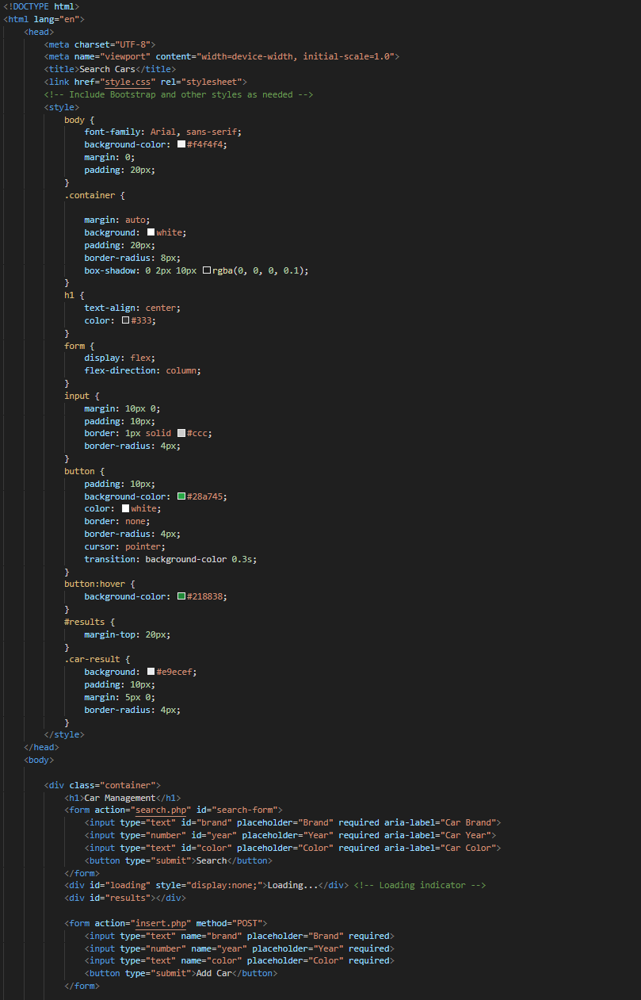 <!DOCTYPE html>
<html lang="en">
<head>
<meta charset="UTF-8">
<meta name="viewport" content="width=device-width, initial-scale=1.0">
<title>Search Cars</title>
<link href="style.css" rel="stylesheet">
<!-- Include Bootstrap and other styles as needed -->
<style>
body {
font-family: Arial, sans-serif;
background-color: #f4f4f4;
margin: 0;
padding: 20px;
}
.container {
margin: auto;
background: white;
padding: 20px;
border-radius: 8px;
box-shadow: 0 2px 10px rgba(0, 0, 0, 0.1);
}
h1 {
text-align: center;
color: #333;
}
form {
display: flex;
flex-direction: column;
}
input {
margin: 10px 0;
padding: 10px;
border: 1px solid #ccc;
border-radius: 4px;
}
button {
padding: 10px;
background-color: #28a745;
color: white;
border: none;
border-radius: 4px;
cursor: pointer;
transition: background-color 0.3s;
}
button:hover {
background-color: #218838;
}
#results {
margin-top: 20px;
}
.car-result {
background: #e9ecef;
padding: 10px;
margin: 5px 0;
border-radius: 4px;
}
</style>
</head>
<body>
<div class="container">
<h1>Car Management</h1>
<form action="search.php" id="search-form">
<input type="text" id="brand" placeholder="Brand" required aria-label="Car Brand">
<input type="number" id="year" placeholder="Year" required aria-label="Car Year">
<input type="text" id="color" placeholder="Color" required aria-label="Car Color">
<button type="submit">Search</button>
</form>
<div id="loading" style="display:none;">Loading...</div> <!-- Loading indicator -->
<div id="results"></div>
<form action="insert.php" method="POST">
<input type="text" name="brand" placeholder="Brand" required>
<input type="number" name="year" placeholder="Year" required>
<input type="text" name="color" placeholder="Color" required>
<button type="submit">Add Car</button>
</form>